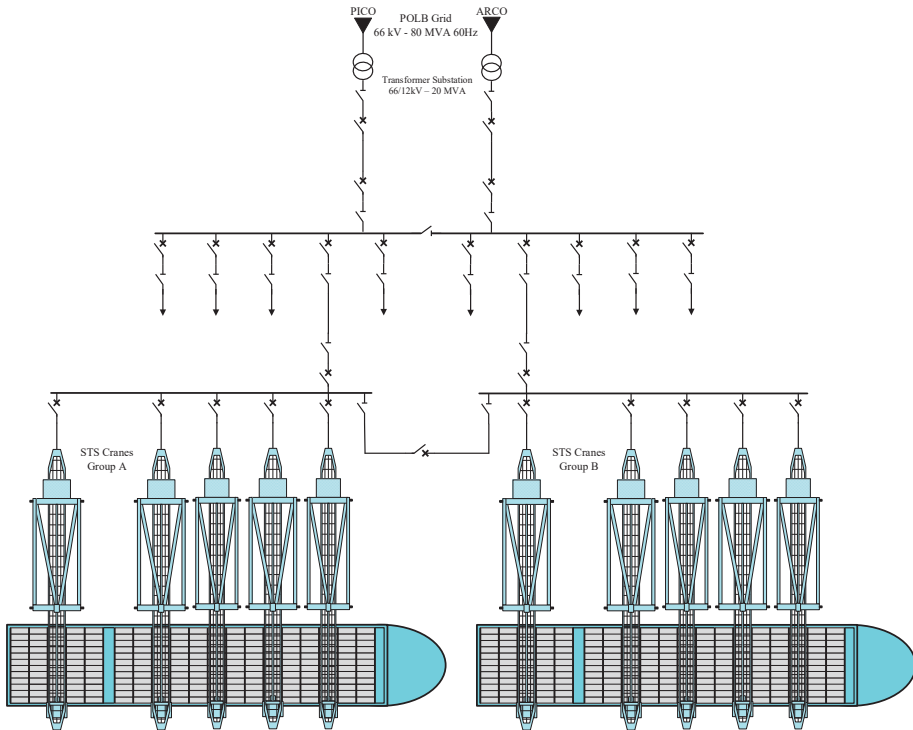 PICO
POLB Grid
ARCO
66 kV - 80 MVA 60Hz
Transformer Substation
66/12kV – 20 MVA
STS Cranes
Group A
STS Cranes
Group B